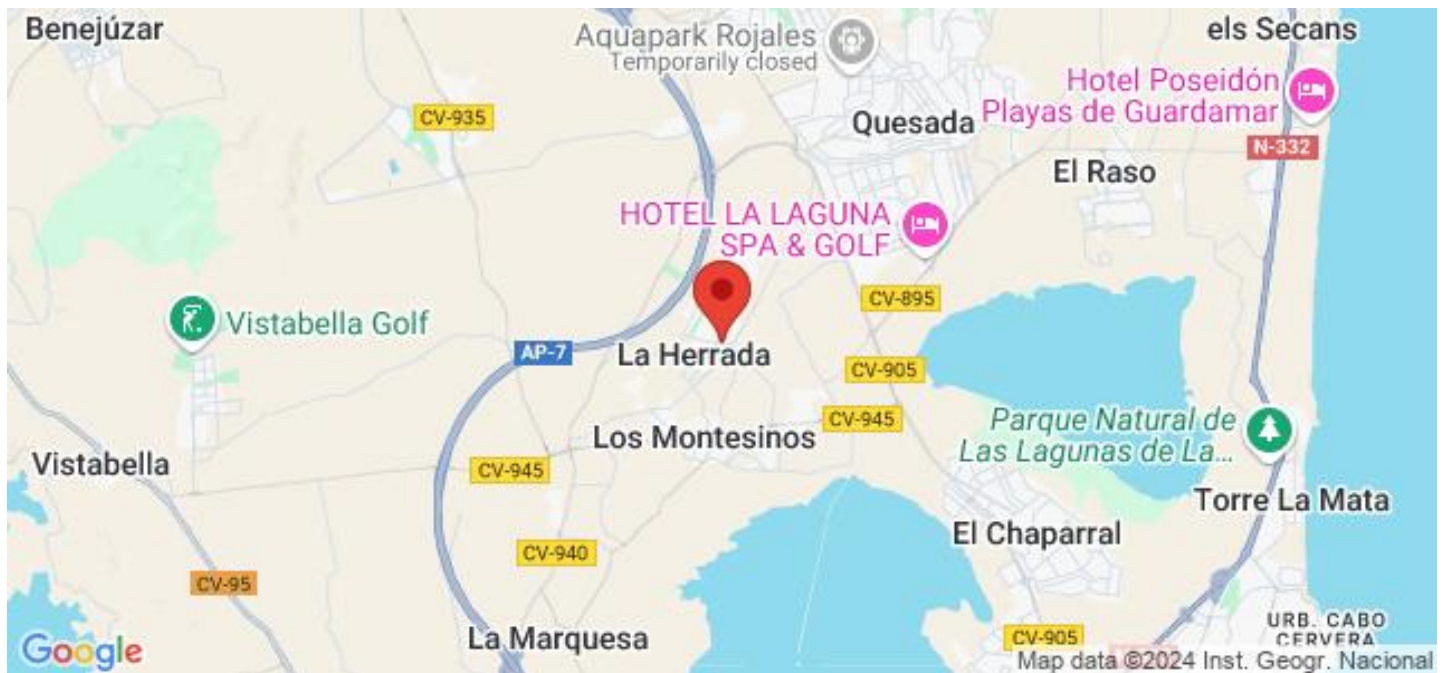 Benejúzar
Aquapark Rojales
Temporarily closed
els Secans
Hotel Poseidón
Playas de Guardamar
CV-935
Quesada
N-332
El Raso
HOTEL LA LAGUNA
SPA & GOLF
CV-895
Vistabella Golf
AP-7
La Herrada
CV-905
CV-945
Parque Natural de
Las Lagunas de La...
Los Montesinos
Vistabella
CV-945
Torre La Mata
El Chaparral
CV-940
CV-95
URB. CABO
CERVERA
La Marquesa
CV-905
Google
Map data ©2024 Inst. Geogr. Nacional